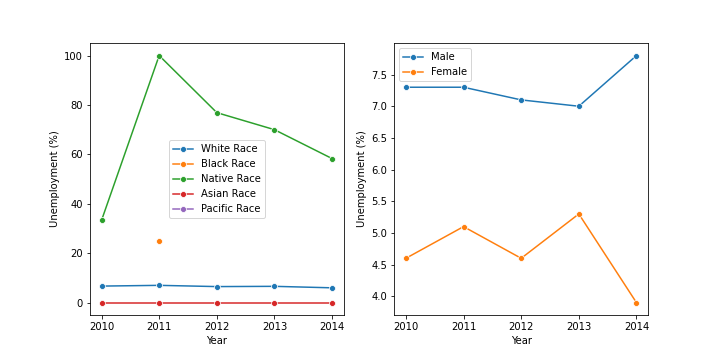 Unemployment (%)
100
80
60
40
20
0
White Race
Black Race
Native Race
Asian Race
Pacific Race
2010 2011 2012 2013 2014
Year
Unemployment (%)
7.5
7.0
6.5
6.0
5.5
5.0
4.5
4.0
Male
Female
2010 2011 2012 2013 2014
Year